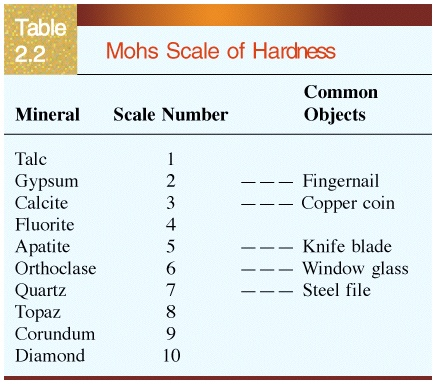 Table
2.2
Mohs Scale of Hardness
Common
Mineral Scale Number Objects
Talc 1
Gypsum 2 – – – Fingernail
Calcite 3 – – – Copper coin
Fluorite 4
Apatite 5 – – – Knife blade
Orthoclase 6 – – – Window glass
Quartz 7 – – – Steel file
Topaz 8
Corundum 9
Diamond 10